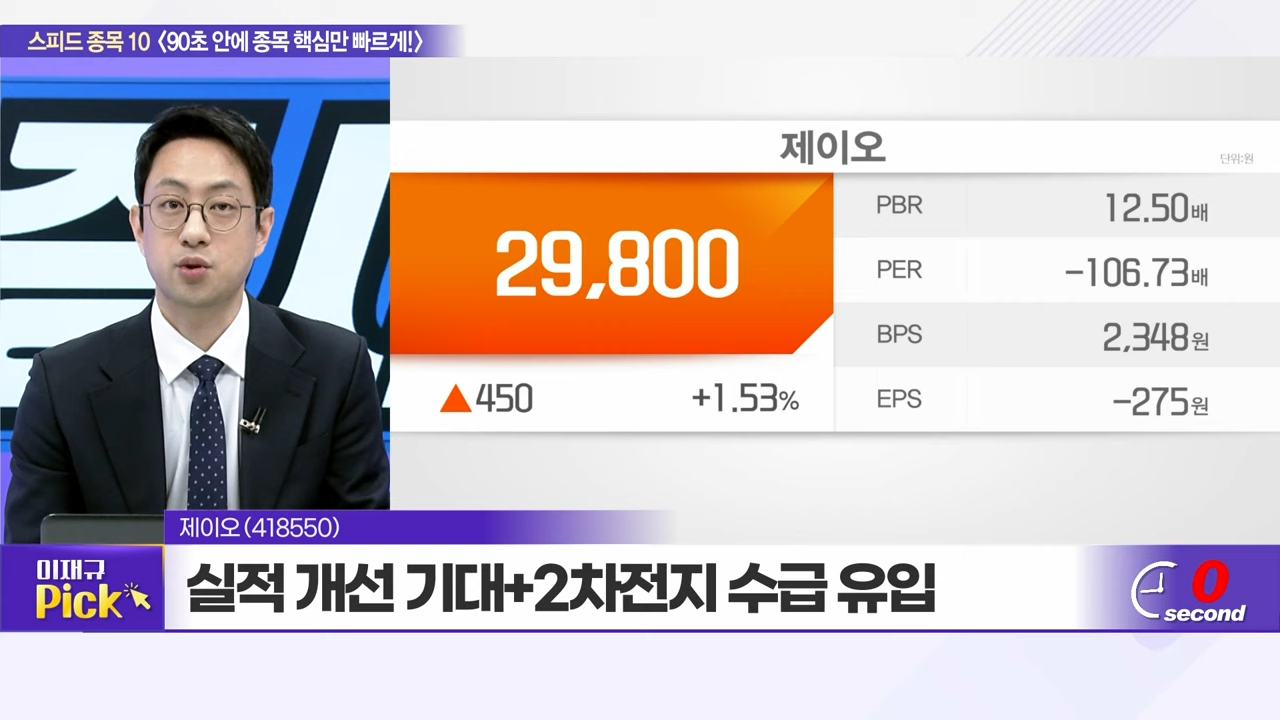 스피드 종목 10 〈90초 안에 종목 핵심만 빠르게!〉
제이오
단위:원
29,800
▲450 +1.53%
PBR 12.50배
PER -106.73배
BPS 2,348원
EPS -275원
제이오(418550)
이재규
Pick
실적 개선 기대+2차전지 수급 유입
0
second